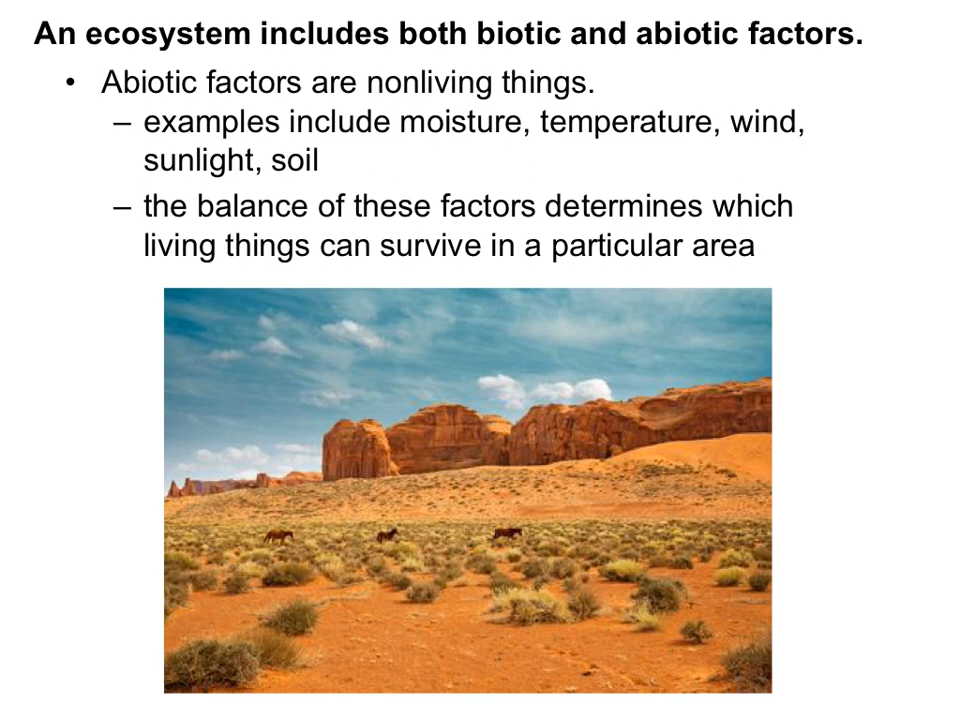 An ecosystem includes both biotic and abiotic factors.
• Abiotic factors are nonliving things.
– examples include moisture, temperature, wind,
sunlight, soil
– the balance of these factors determines which
living things can survive in a particular area